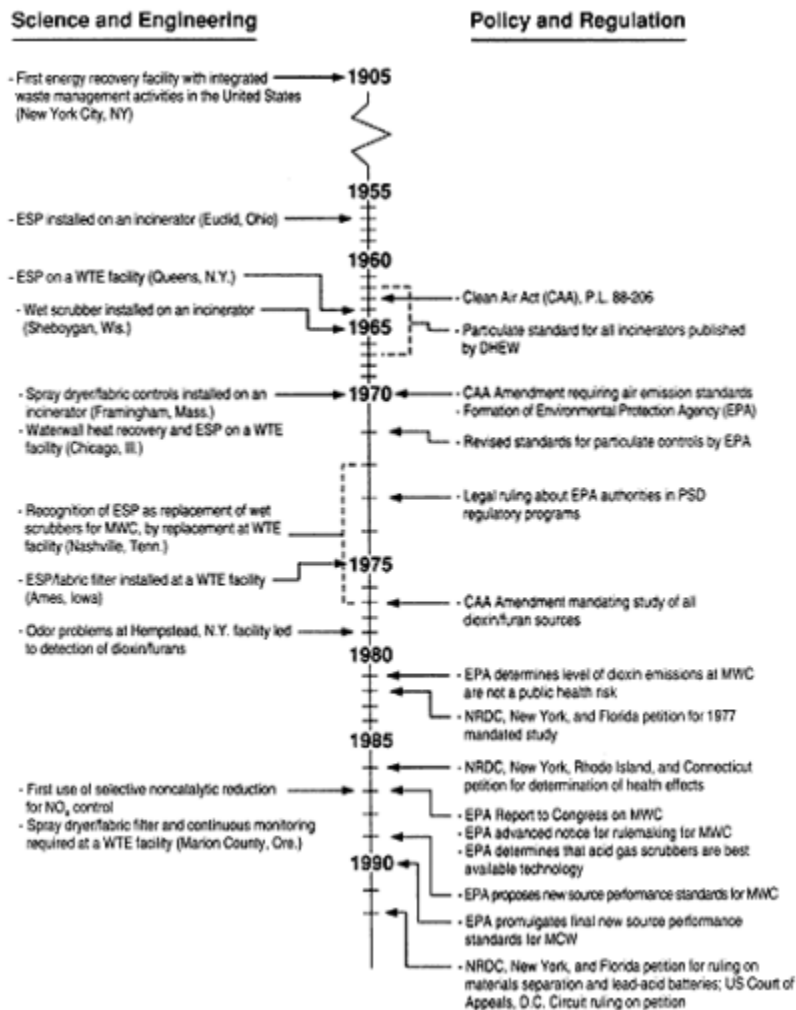 Science and Engineering
Policy and Regulation
- First energy recovery facility with integrated
waste management activities in the United States
(New York City, NY)
1905
1955
- ESP installed on an incinerator (Euclid, Ohio)
1960
- ESP on a WTE facility (Queens, N.Y.)
- Clean Air Act (CAA), P.L. 88-206
- Wet scrubber installed on an incinerator
(Sheboygan, Wis.)
1965
- Particulate standard for all incinerators published
by DHEW
- Spray dryer/fabric controls installed on an
incinerator (Framingham, Mass.)
- Waterwall heat recovery and ESP on a WTE
facility (Chicago, Ill.)
1970
- CAA Amendment requiring air emission standards
- Formation of Environmental Protection Agency (EPA)
- Revised standards for particulate controls by EPA
- Legal ruling about EPA authorities in PSD
regulatory programs
- Recognition of ESP as replacement of wet
scrubbers for MWC, by replacement at WTE
facility (Nashville, Tenn.)
1975
- ESP/fabric filter installed at a WTE facility
(Ames, Iowa)
- CAA Amendment mandating study of all
dioxin/furan sources
- Odor problems at Hempstead, N.Y. facility led
to detection of dioxin/furans
1980
- EPA determines level of dioxin emissions at MWC
are not a public health risk
- NRDC, New York, and Florida petition for 1977
mandated study
1985
- NRDC, New York, Rhode Island, and Connecticut
petition for determination of health effects
- First use of selective noncatalytic reduction
for NOx control
- Spray dryer/fabric filter and continuous monitoring
required at a WTE facility (Marion County, Ore.)
- EPA Report to Congress on MWC
- EPA advanced notice for rulemaking for MWC
- EPA determines that acid gas scrubbers are best
available technology
1990
- EPA proposes new source performance standards for MWC
- EPA promulgates final new source performance
standards for MCW
- NRDC, New York, and Florida petition for ruling on
materials separation and lead-acid batteries; US Court of
Appeals, D.C. Circuit ruling on petition